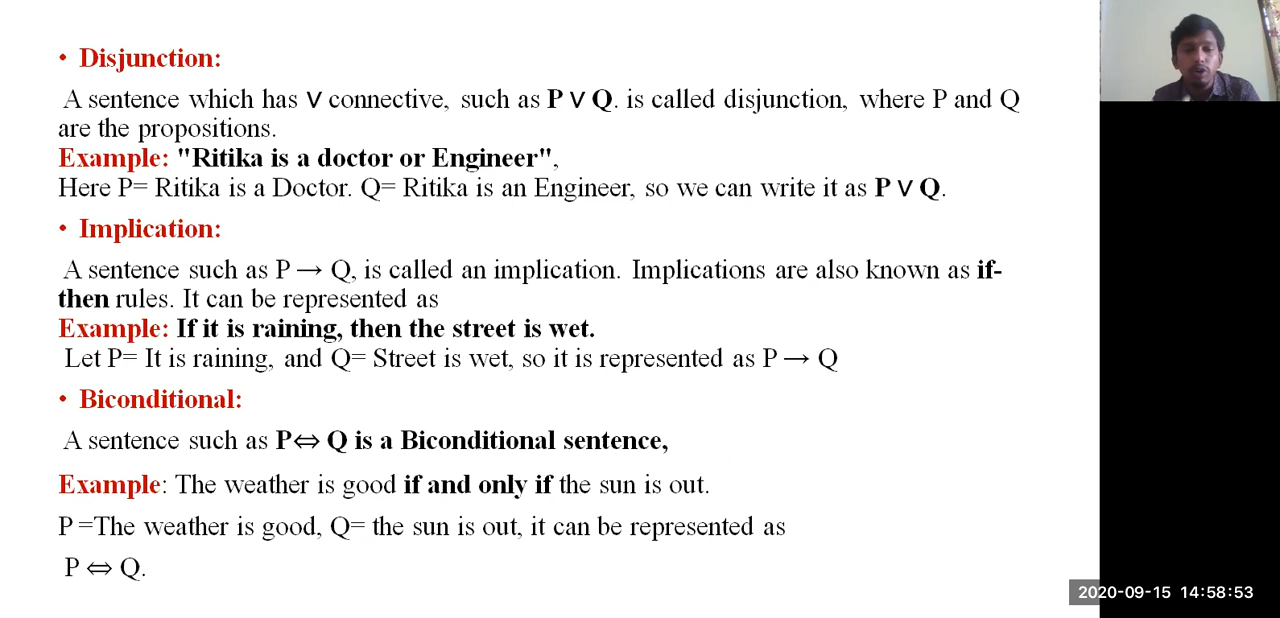 • Disjunction:
A sentence which has ∨ connective, such as P ∨ Q. is called disjunction, where P and Q
are the propositions.
Example: "Ritika is a doctor or Engineer",
Here P= Ritika is a Doctor. Q= Ritika is an Engineer, so we can write it as P ∨ Q.
• Implication:
A sentence such as P → Q, is called an implication. Implications are also known as if-
then rules. It can be represented as
Example: If it is raining, then the street is wet.
Let P= It is raining, and Q= Street is wet, so it is represented as P → Q
• Biconditional:
A sentence such as P⇔ Q is a Biconditional sentence,
Example: The weather is good if and only if the sun is out.
P =The weather is good, Q= the sun is out, it can be represented as
P ⇔ Q.
2020-09-15 14:58:53